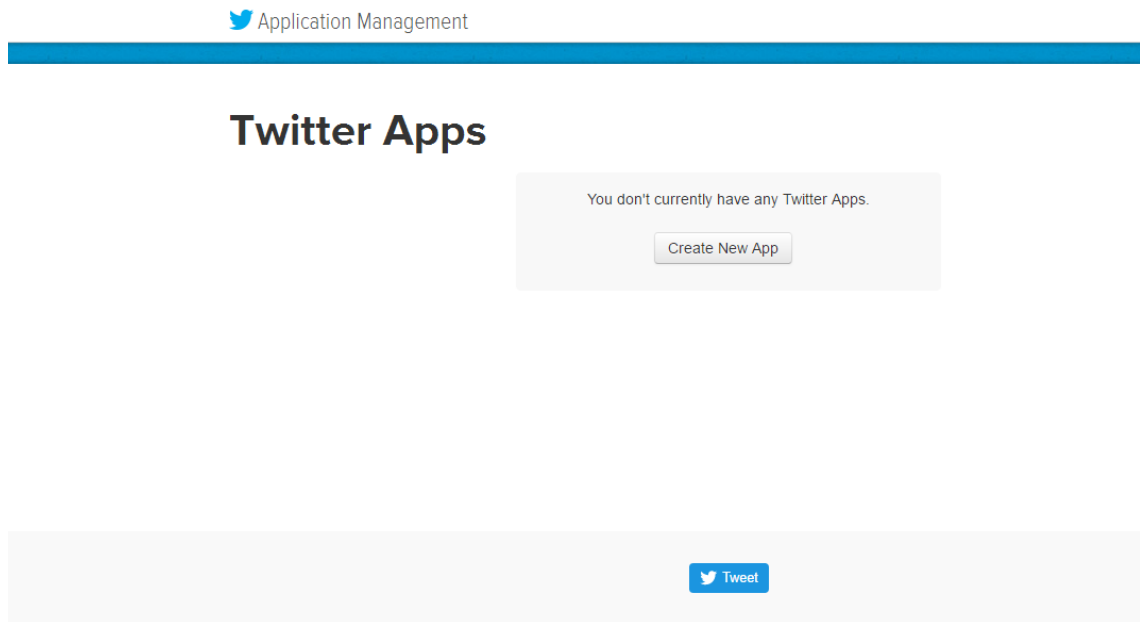 Application Management
Twitter Apps
You don't currently have any Twitter Apps.
Create New App
Tweet